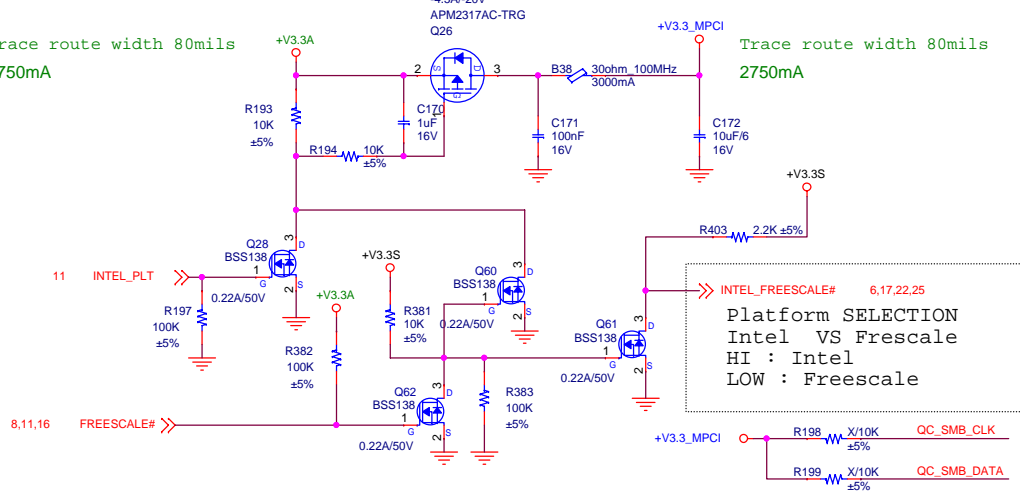 -4.3A/-20V
APM2317AC-TRG
Q26
+V3.3A
+V3.3_MPCI
race route width 80mils
750mA
Trace route width 80mils
2750mA
2
S
D
3
G
1
B38
30ohm_100MHz
3000mA
R193
10K
±5%
C170
1uF
16V
C171
100nF
16V
C172
10uF/6
16V
R194
10K
±5%
+V3.3S
R403
2.2K ±5%
Q28
BSS138
3
D
1
G
2
S
0.22A/50V
11
INTEL_PLT
R197
100K
±5%
+V3.3S
+V3.3A
R381
10K
±5%
Q60
BSS138
3
D
1
G
2
S
0.22A/50V
Q61
BSS138
3
D
1
G
2
S
0.22A/50V
INTEL_FREESCALE#
6,17,22,25
Platform SELECTION
Intel VS Frescale
HI : Intel
LOW : Freescale
R382
100K
±5%
Q62
BSS138
3
D
1
G
2
S
0.22A/50V
R383
100K
±5%
8,11,16
FREESCALE#
+V3.3_MPCI
R198
X/10K
±5%
QC_SMB_CLK
R199
X/10K
±5%
QC_SMB_DATA